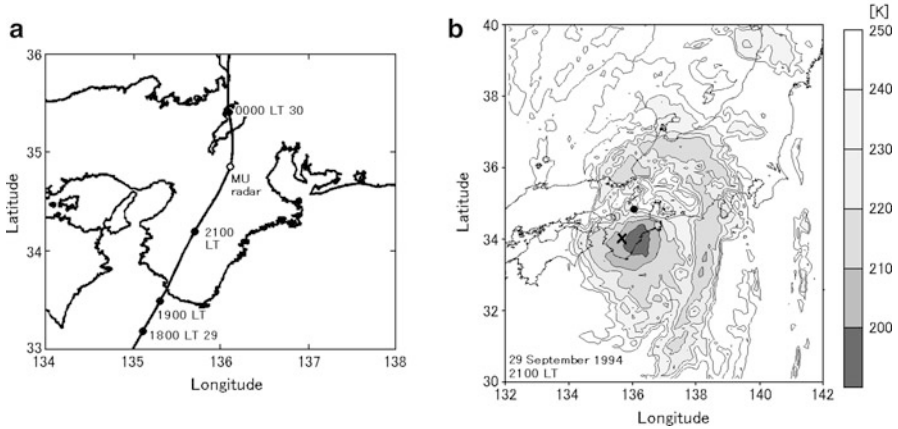 a
36
35
34
33
Latitude
134 135 136 137 138
Longitude
0000 LT 30
MU
radar
2100
LT
1900 LT
1800 LT 29
b
40
38
36
34
32
30
Latitude
29 September 1994
2100 LT
132 134 136 138 140 142
Longitude
[K]
250
240
230
220
210
200